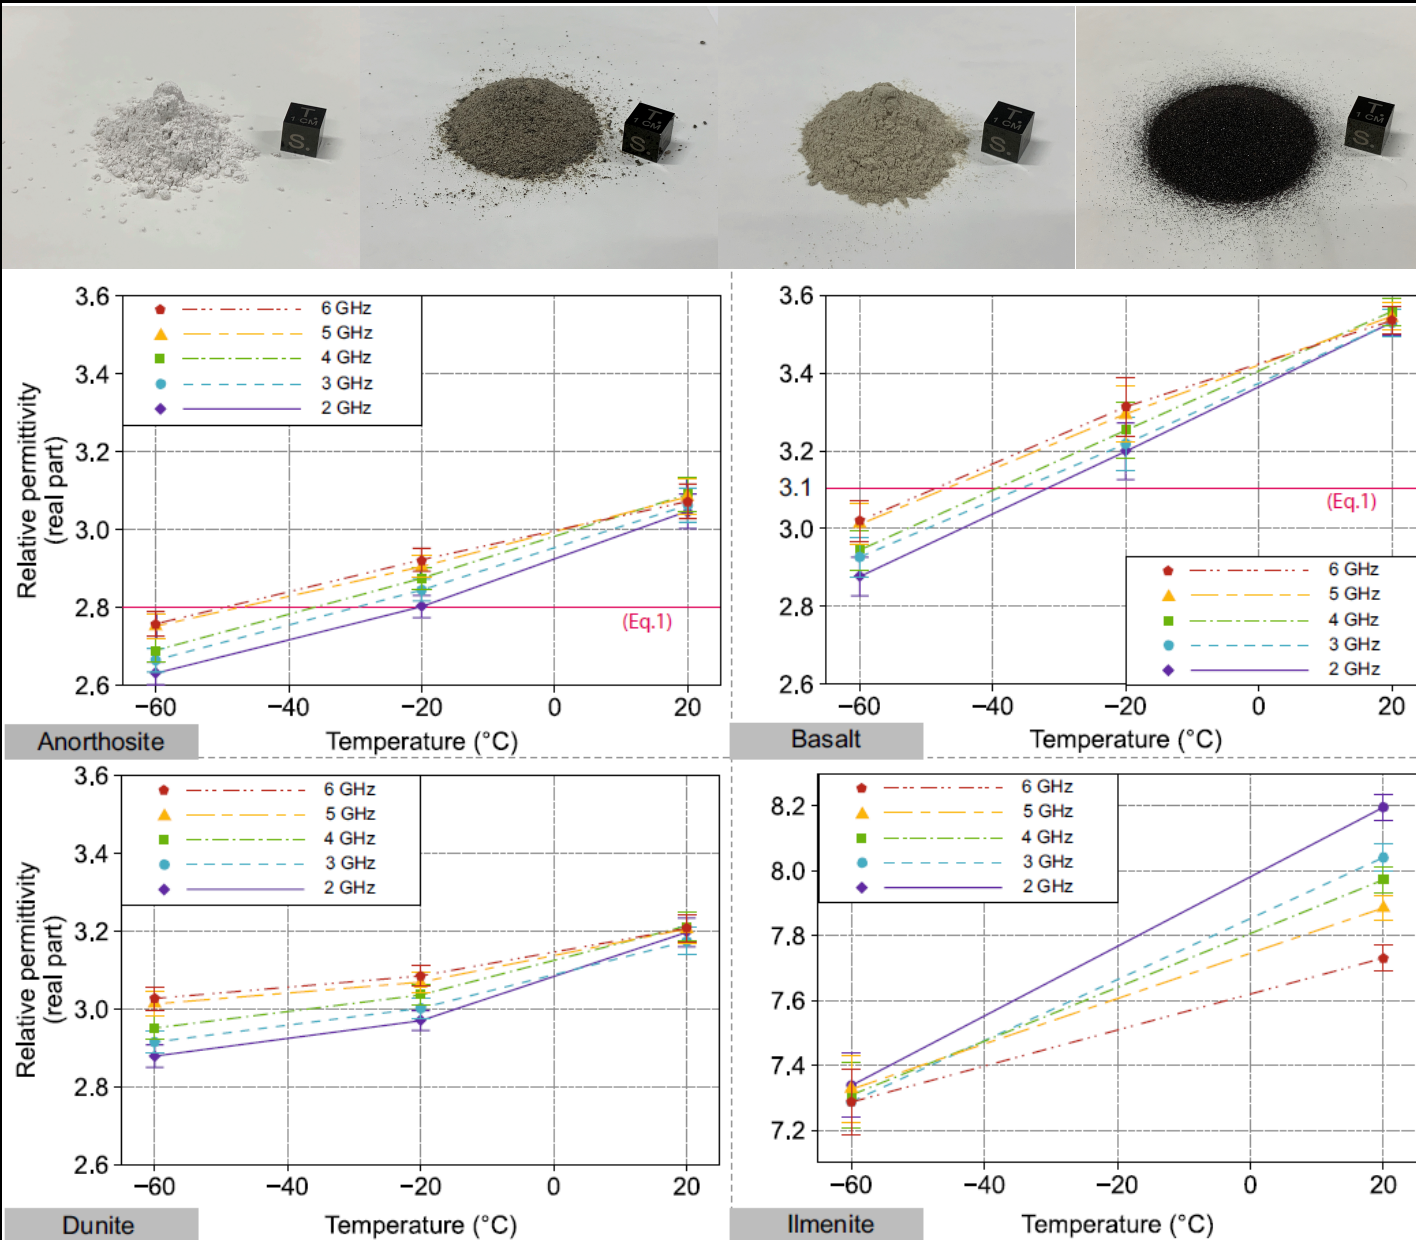 T. 1 CM S.
T. 1 CM S.
T. 1 CM S.
T. 1 CM S.
Relative permittivity
(real part)
3.6
3.4
3.2
3.0
2.8
2.6
6 GHz
5 GHz
4 GHz
3 GHz
2 GHz
(Eq.1)
−60 −40 −20 0 20
Anorthosite
Temperature (°C)
3.6
3.4
3.2
3.1
3.0
2.8
2.6
(Eq.1)
6 GHz
5 GHz
4 GHz
3 GHz
2 GHz
−60 −40 −20 0 20
Basalt
Temperature (°C)
Relative permittivity
(real part)
3.6
3.4
3.2
3.0
2.8
2.6
6 GHz
5 GHz
4 GHz
3 GHz
2 GHz
−60 −40 −20 0 20
Dunite
Temperature (°C)
8.2
8.0
7.8
7.6
7.4
7.2
6 GHz
5 GHz
4 GHz
3 GHz
2 GHz
−60 −40 −20 0 20
Ilmenite
Temperature (°C)